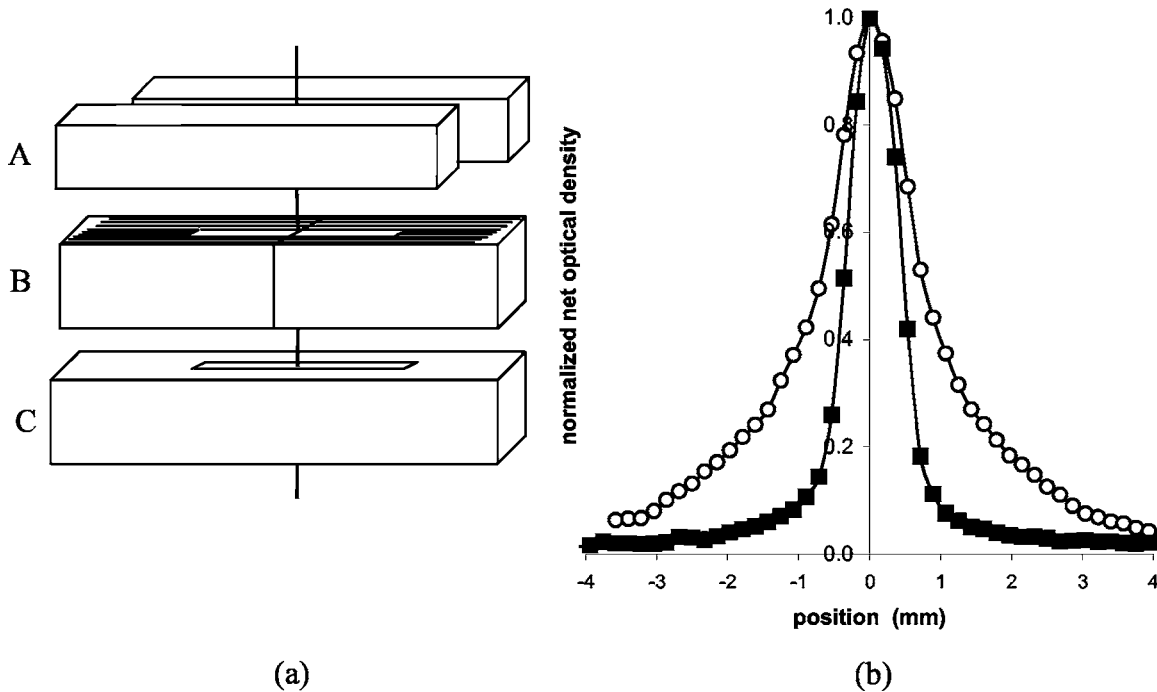 A
B
C
normalized net optical density
1.0
0.8
0.6
0.4
0.2
0.0
-4 -3 -2 -1 0 1 2 3 4
position (mm)
(a) (b)